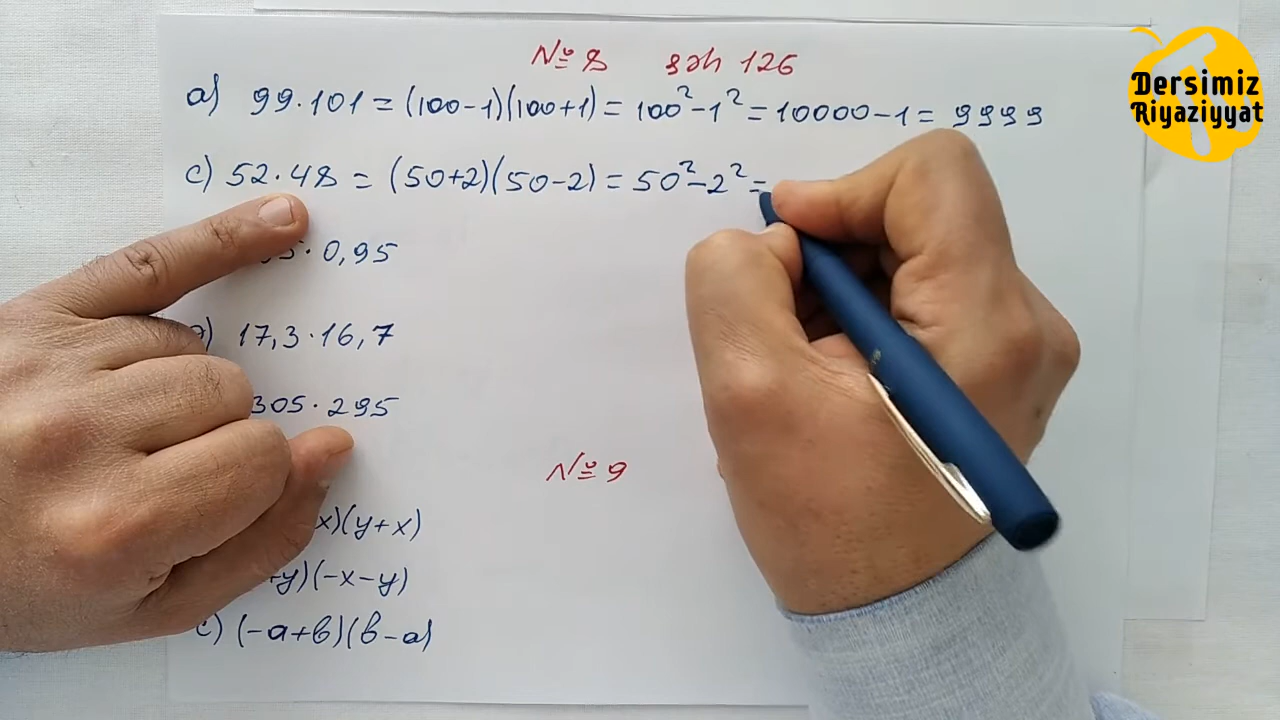 № 8 səh 126
Dersimiz
Riyaziyyat
a) 99·101 = (100-1)(100+1) = 100²-1² = 10000-1 = 9999
c) 52·48 = (50+2)(50-2) = 50²-2² =
5·0,95
) 17,3·16,7
305·295
№ 9
x)(y+x)
+y)(-x-y)
c) (-a+b)(b-a)